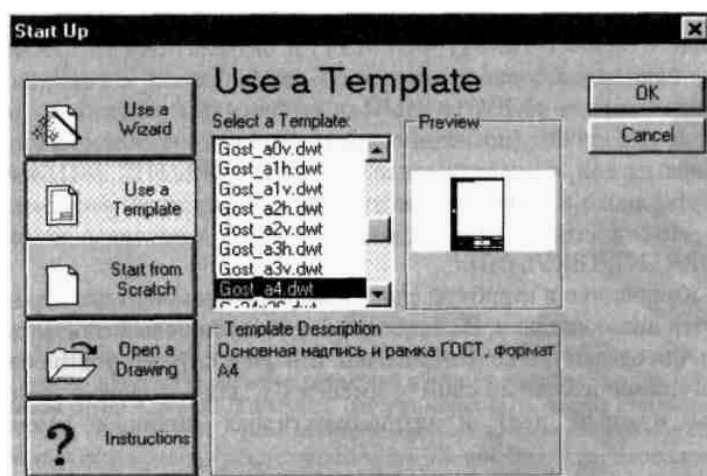 Start Up
Use a Wizard
Use a Template
Start from Scratch
Open a Drawing
Instructions
Use a Template
Select a Template:
Gost_a0v.dwt
Gost_a1h.dwt
Gost_a1v.dwt
Gost_a2h.dwt
Gost_a2v.dwt
Gost_a3h.dwt
Gost_a3v.dwt
Gost_a4.dwt
Preview
Template Description
Основная надпись и рамка ГОСТ, формат
А4
OK
Cancel